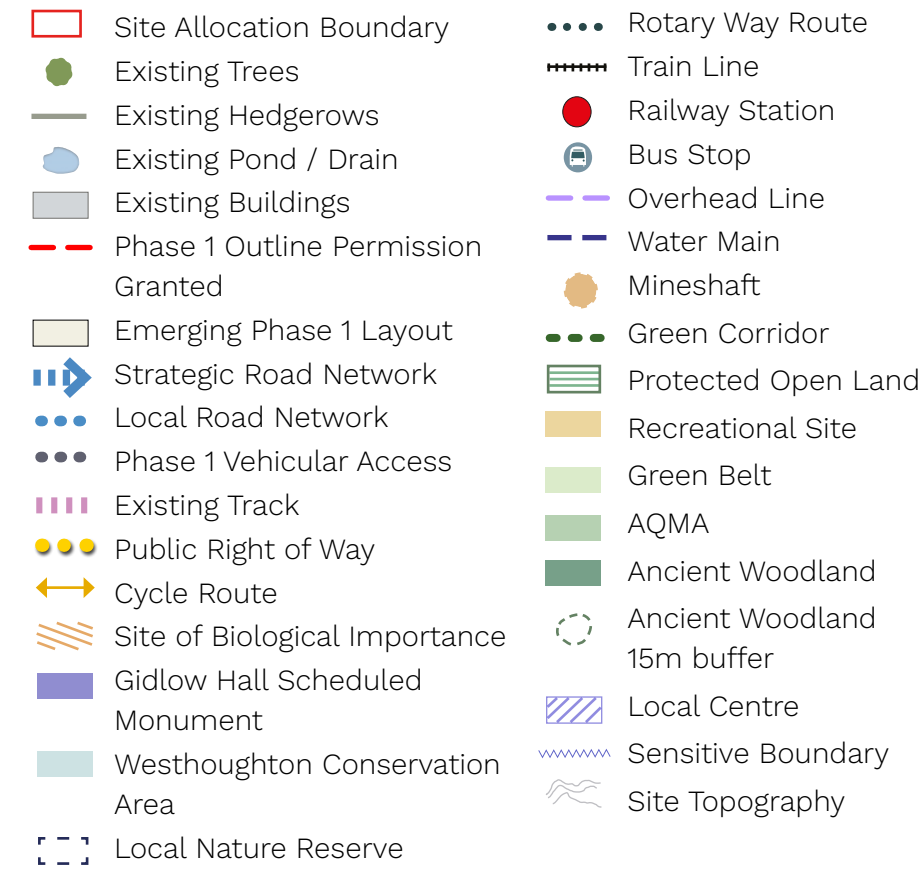 Site Allocation Boundary
Existing Trees
Existing Hedgerows
Existing Pond / Drain
Existing Buildings
Phase 1 Outline Permission
Granted
Emerging Phase 1 Layout
Strategic Road Network
Local Road Network
Phase 1 Vehicular Access
Existing Track
Public Right of Way
Cycle Route
Site of Biological Importance
Gidlow Hall Scheduled
Monument
Westhoughton Conservation
Area
Local Nature Reserve
Rotary Way Route
Train Line
Railway Station
Bus Stop
Overhead Line
Water Main
Mineshaft
Green Corridor
Protected Open Land
Recreational Site
Green Belt
AQMA
Ancient Woodland
Ancient Woodland
15m buffer
Local Centre
Sensitive Boundary
Site Topography